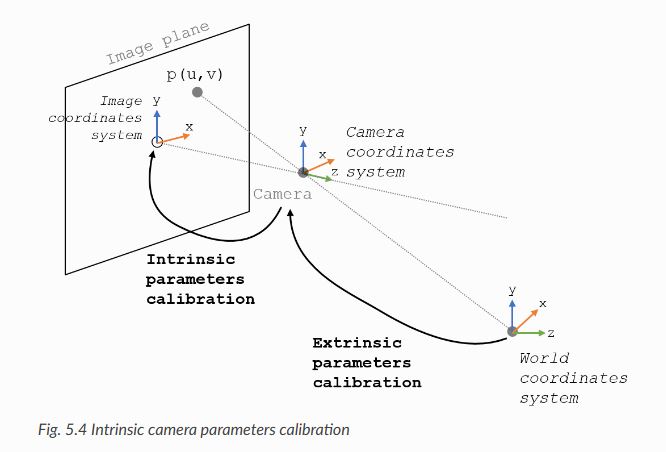 Image plane
p(u,v)
Image
coordinates
system
y
x
y
x
z
Camera
coordinates
system
Camera
Intrinsic
parameters
calibration
Extrinsic
parameters
calibration
y
x
z
World
coordinates
system
Fig. 5.4 Intrinsic camera parameters calibration